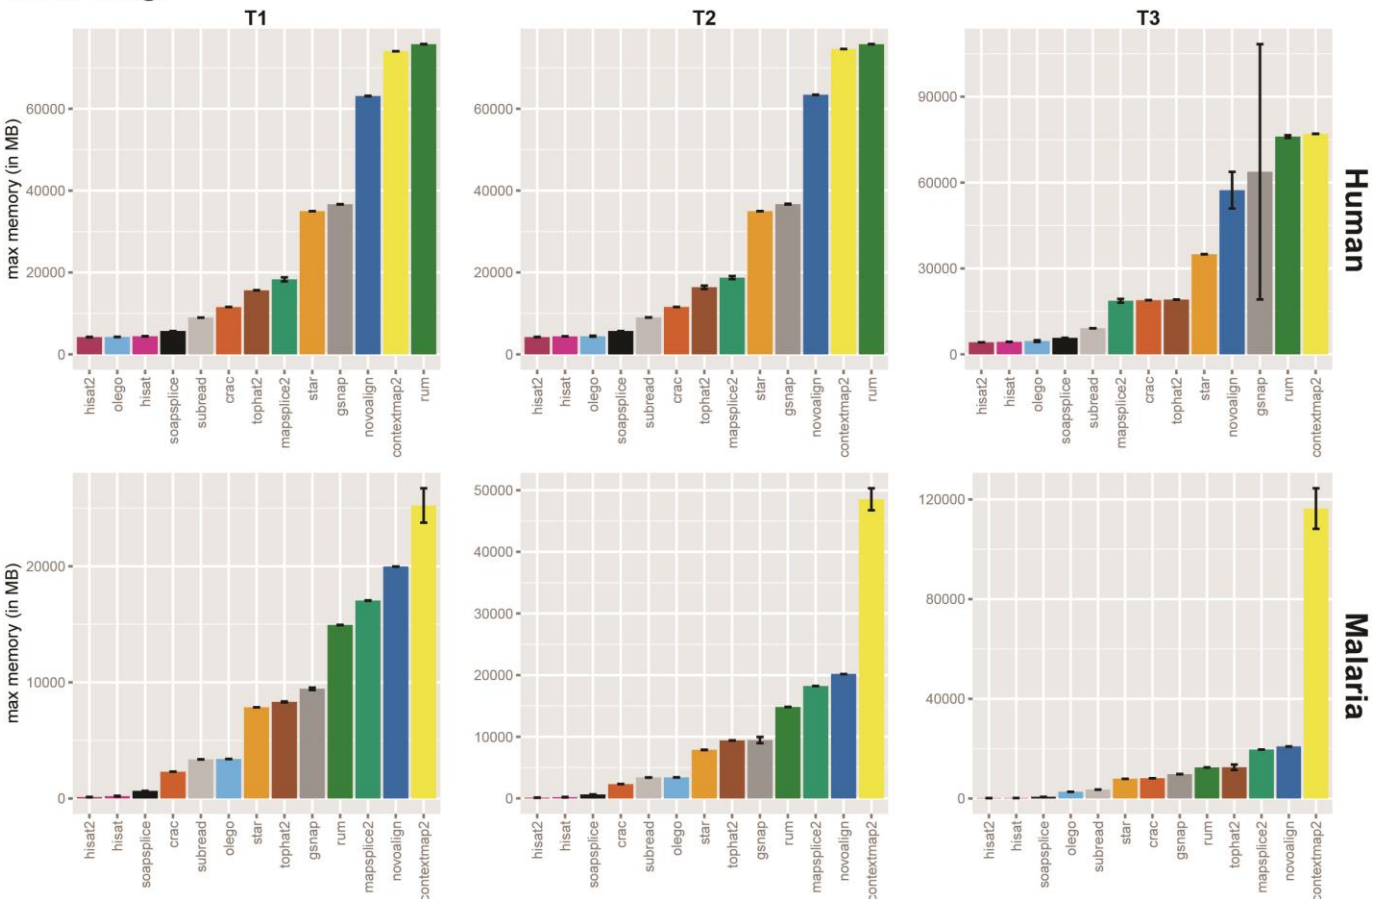 T1 T2 T3
max memory (in MB)
60000
40000
20000
0
hisat2 olego hisat soapsplice subread crac tophat2 mapsplice2 star gsnap novoalign contextmap2 rum
60000
40000
20000
0
hisat2 hisat olego soapsplice subread crac tophat2 mapsplice2 star gsnap novoalign contextmap2 rum
90000
60000
30000
0
hisat2 hisat olego soapsplice subread mapsplice2 crac tophat2 star novoalign gsnap rum contextmap2
Human
max memory (in MB)
20000
10000
0
hisat2 hisat soapsplice crac subread olego star tophat2 gsnap rum mapsplice2 novoalign contextmap2
50000
40000
30000
20000
10000
0
hisat2 hisat soapsplice crac subread olego star tophat2 gsnap rum mapsplice2 novoalign contextmap2
120000
80000
40000
0
hisat2 hisat soapsplice olego subread star crac gsnap rum tophat2 mapsplice2 novoalign contextmap2
Malaria